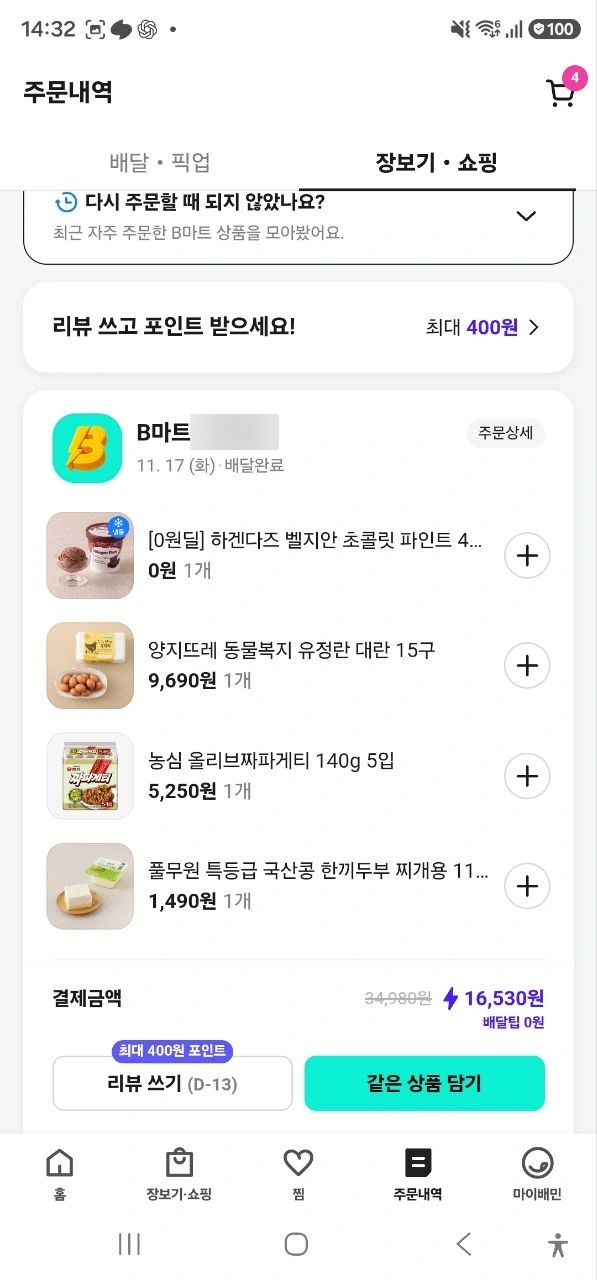 14:32
100
주문내역
4
배달 • 픽업
장보기 • 쇼핑
다시 주문할 때 되지 않았나요?
최근 자주 주문한 B마트 상품을 모아봤어요.
리뷰 쓰고 포인트 받으세요!
최대 400원
B마트
주문상세
11. 17 (화)·배달완료
냉동
[0원딜] 하겐다즈 벨지안 초콜릿 파인트 4...
0원 1개
양지뜨레 동물복지 유정란 대란 15구
9,690원 1개
농심 올리브짜파게티 140g 5입
5,250원 1개
짜파게티
풀무원 특등급 국산콩 한끼두부 찌개용 11...
1,490원 1개
결제금액
34,980원 16,530원
배달팁 0원
최대 400원 포인트
리뷰 쓰기 (D-13)
같은 상품 담기
홈
장보기·쇼핑
찜
주문내역
마이배민